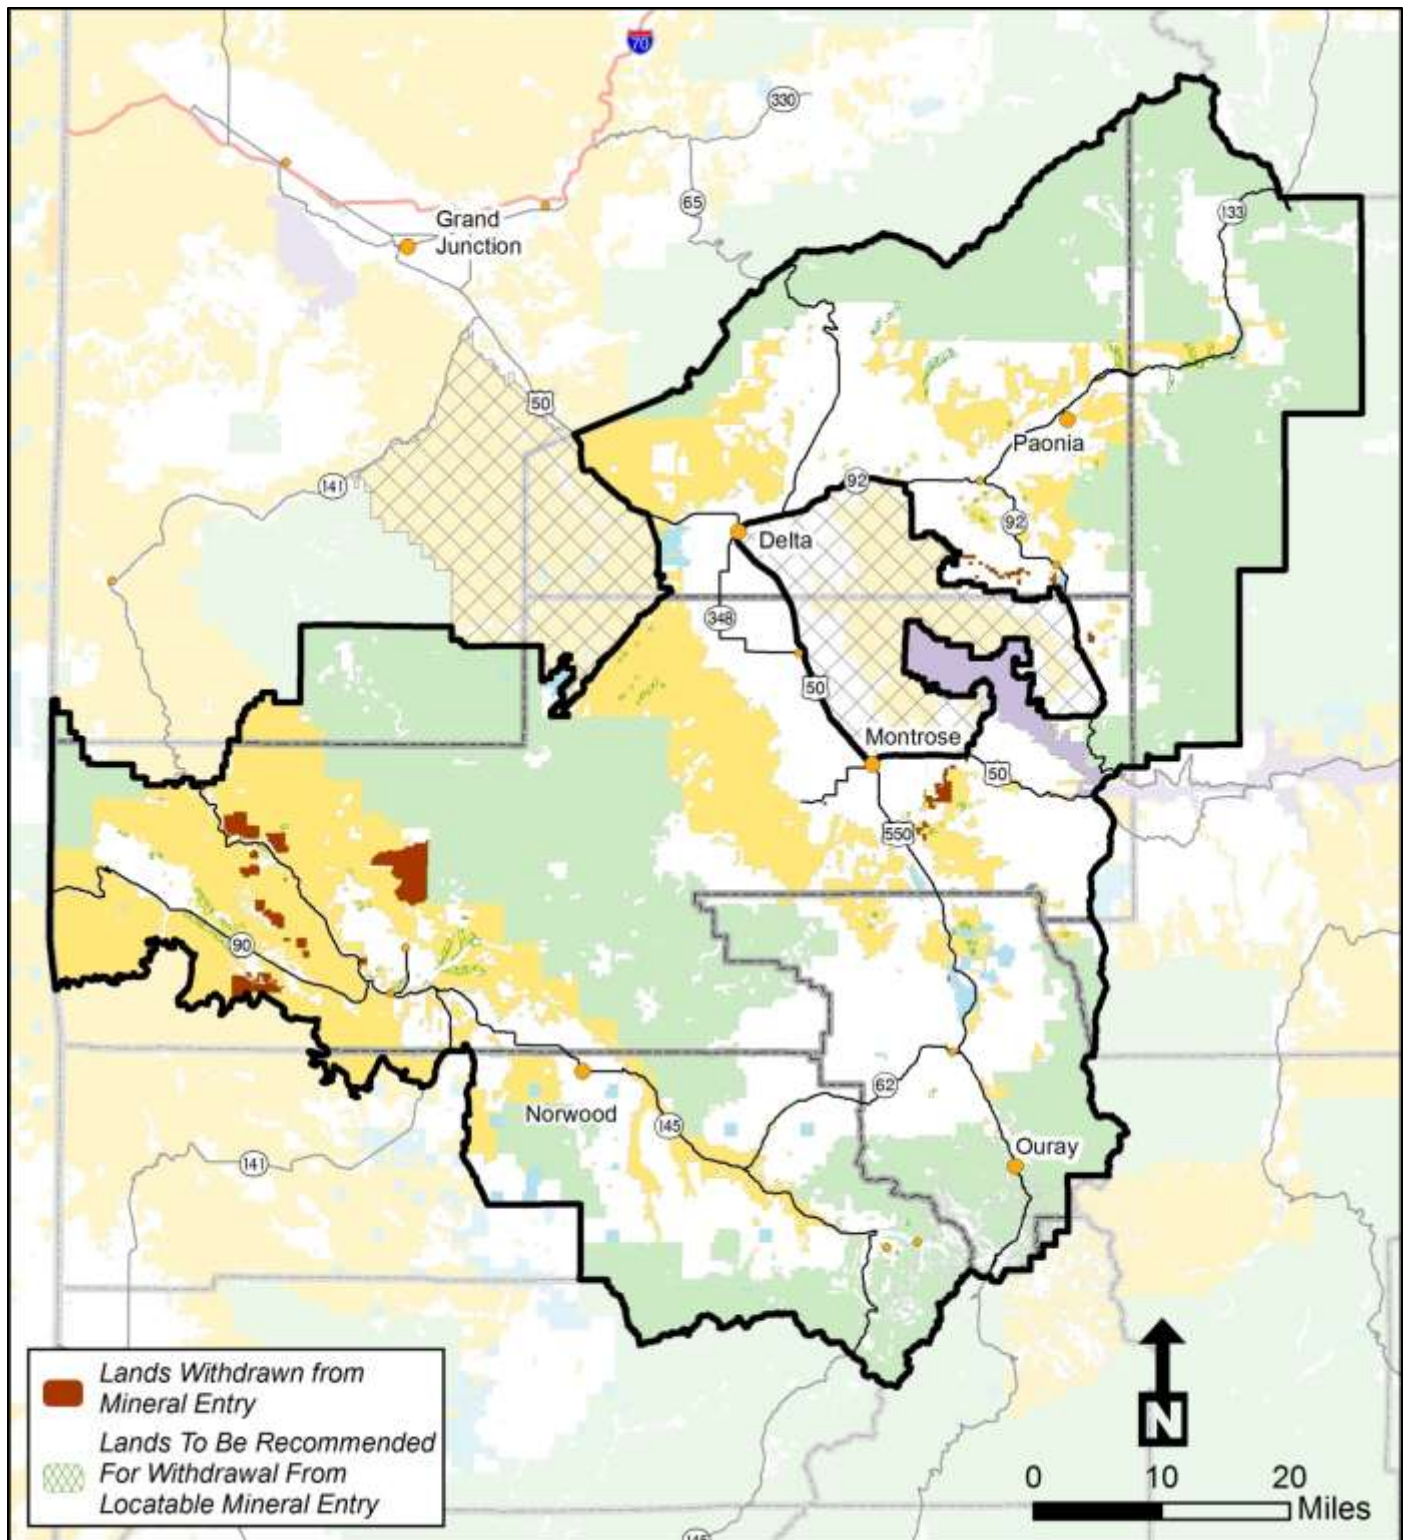 70
330
65
133
Grand
Junction
50
141
Paonia
92
92
Delta
348
50
Montrose
50
550
90
62
Norwood
145
Ouray
141
Lands Withdrawn from
Mineral Entry
Lands To Be Recommended
For Withdrawal From
Locatable Mineral Entry
N
0 10 20
Miles
145